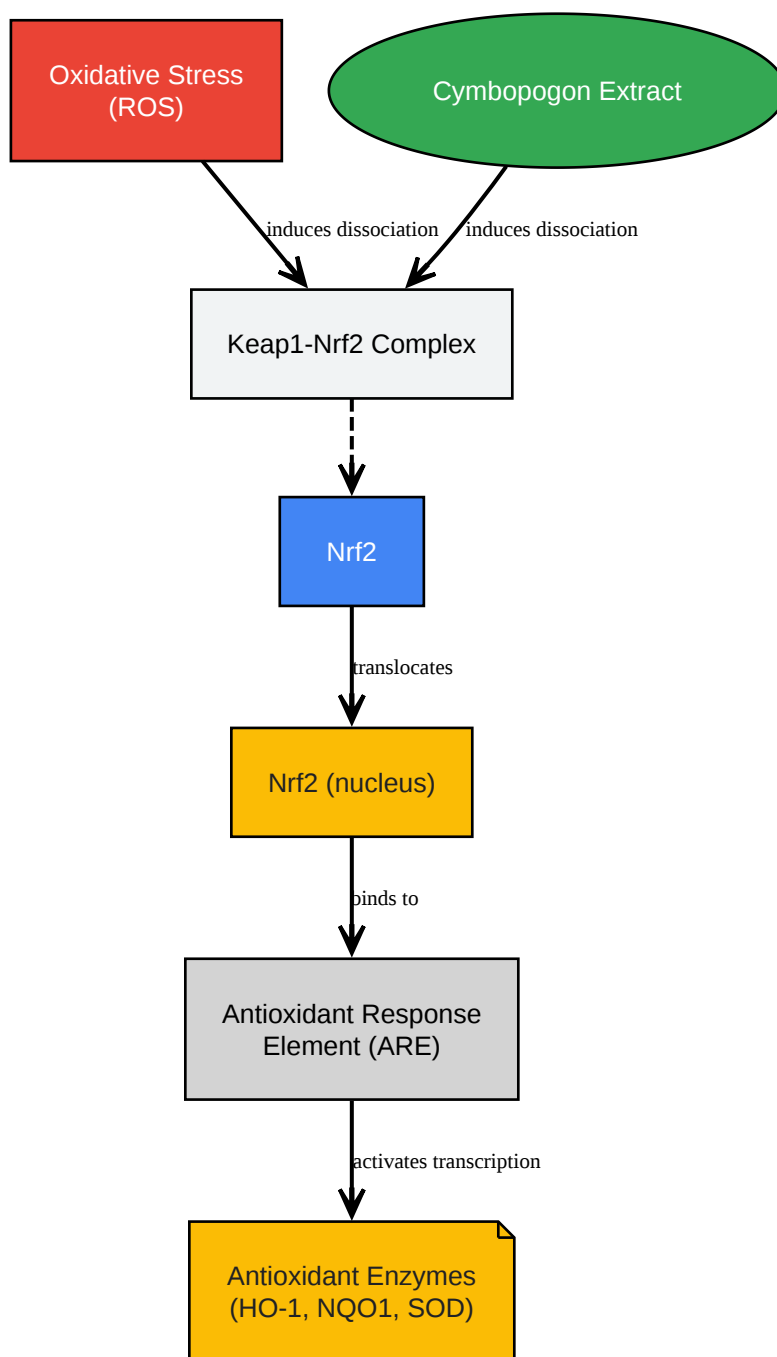 Oxidative Stress
(ROS)
Cymbopogon Extract
induces dissociation
induces dissociation
Keap1-Nrf2 Complex
Nrf2
translocates
Nrf2 (nucleus)
binds to
Antioxidant Response
Element (ARE)
activates transcription
Antioxidant Enzymes
(HO-1, NQO1, SOD)